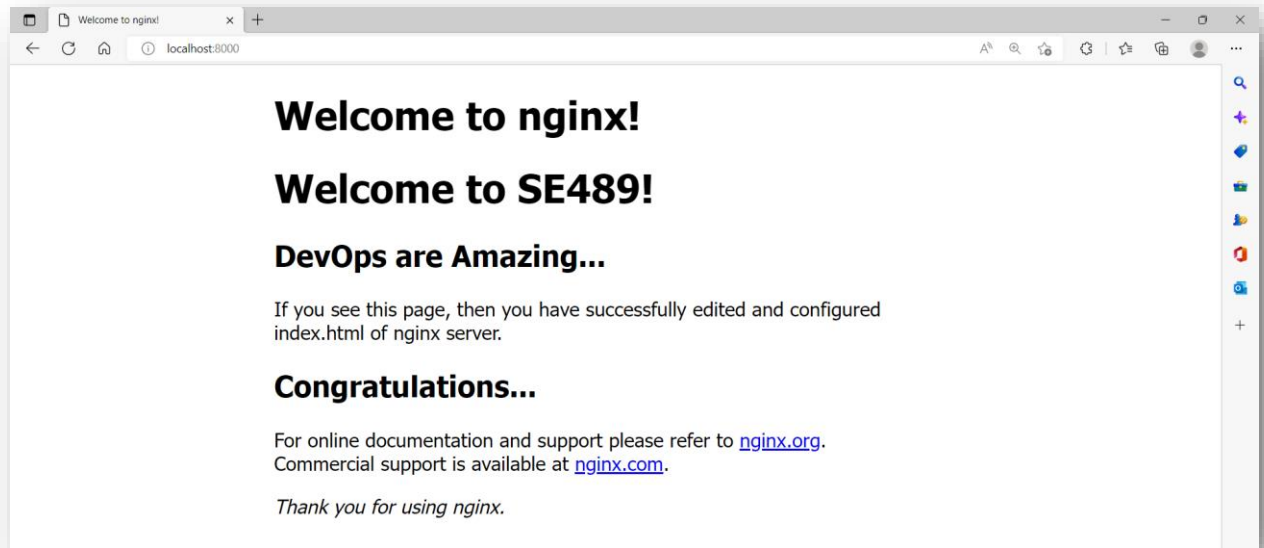 Welcome to nginx!
localhost:8000
Welcome to nginx!
Welcome to SE489!
DevOps are Amazing...
If you see this page, then you have successfully edited and configured
index.html of nginx server.
Congratulations...
For online documentation and support please refer to nginx.org.
Commercial support is available at nginx.com.
Thank you for using nginx.